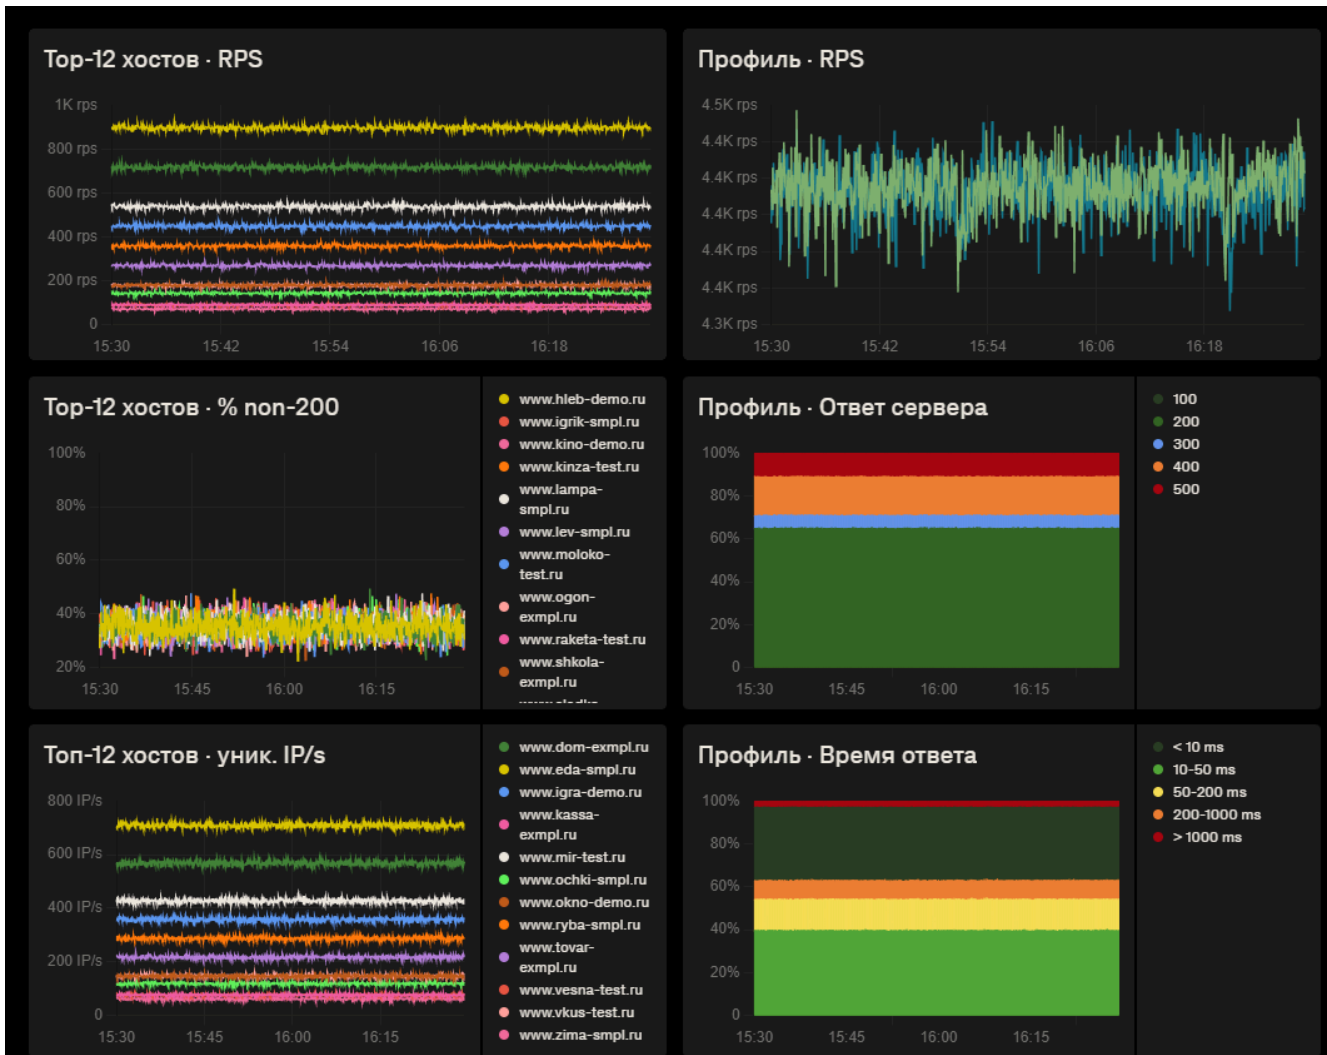 Top-12 хостов · RPS
1K rps
800 rps
600 rps
400 rps
200 rps
0
15:30 15:42 15:54 16:06 16:18
Профиль · RPS
4.5K rps
4.4K rps
4.4K rps
4.4K rps
4.4K rps
4.4K rps
4.3K rps
15:30 15:42 15:54 16:06 16:18
Top-12 хостов · % non-200
100%
80%
60%
40%
20%
15:30 15:45 16:00 16:15
www.hleb-demo.ru
www.igrik-smpl.ru
www.kino-demo.ru
www.kinza-test.ru
www.lampa-
smpl.ru
www.lev-smpl.ru
www.moloko-
test.ru
www.ogon-
exmpl.ru
www.raketa-test.ru
www.shkola-
exmpl.ru
Профиль · Ответ сервера
100%
80%
60%
40%
20%
0
15:30 15:45 16:00 16:15
100
200
300
400
500
Топ-12 хостов · уник. IP/s
800 IP/s
600 IP/s
400 IP/s
200 IP/s
0
15:30 15:45 16:00 16:15
www.dom-exmpl.ru
www.eda-smpl.ru
www.igra-demo.ru
www.kassa-
exmpl.ru
www.mir-test.ru
www.ochki-smpl.ru
www.okno-demo.ru
www.ryba-smpl.ru
www.tovar-
exmpl.ru
www.vesna-test.ru
www.vkus-test.ru
www.zima-smpl.ru
Профиль · Время ответа
100%
80%
60%
40%
20%
0
15:30 15:45 16:00 16:15
< 10 ms
10-50 ms
50-200 ms
200-1000 ms
> 1000 ms